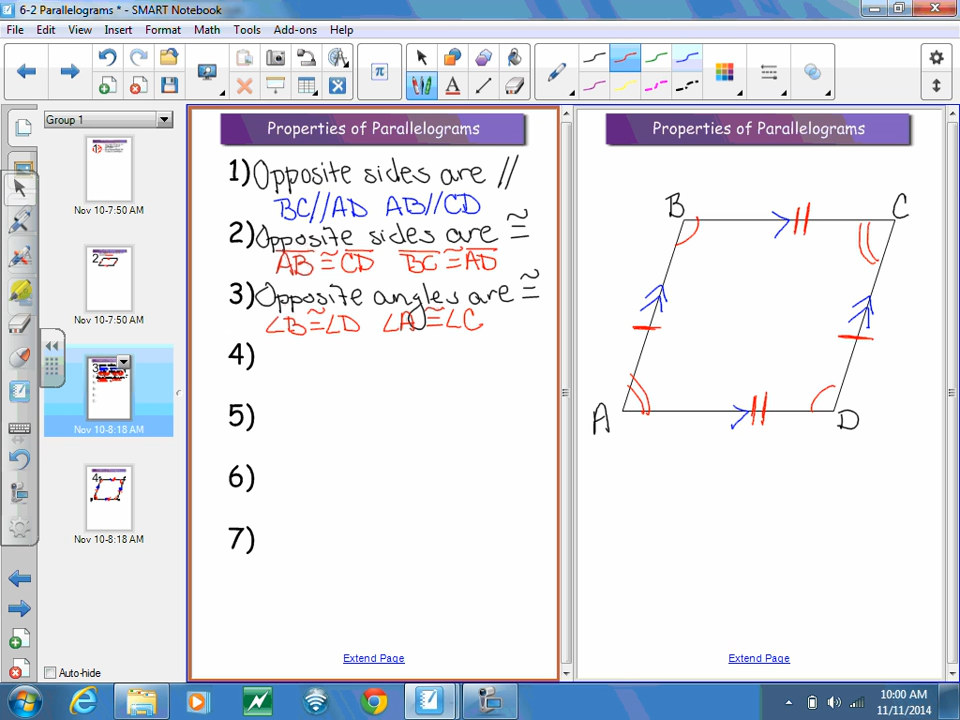 6-2 Parallelograms * - SMART Notebook
File Edit View Insert Format Math Tools Add-ons Help
Group 1
Nov 10-7:50 AM
2
Nov 10-7:50 AM
3
Nov 10-8:18 AM
4
Nov 10-8:18 AM
Auto-hide
Properties of Parallelograms
1) Opposite sides are //
BC//AD AB//CD
2) Opposite sides are ≅
AB ≅ CD BC ≅ AD
3) Opposite angles are ≅
∠B ≅ ∠D ∠A ≅ ∠C
4)
5)
6)
7)
Extend Page
Properties of Parallelograms
B C
A D
Extend Page
10:00 AM
11/11/2014